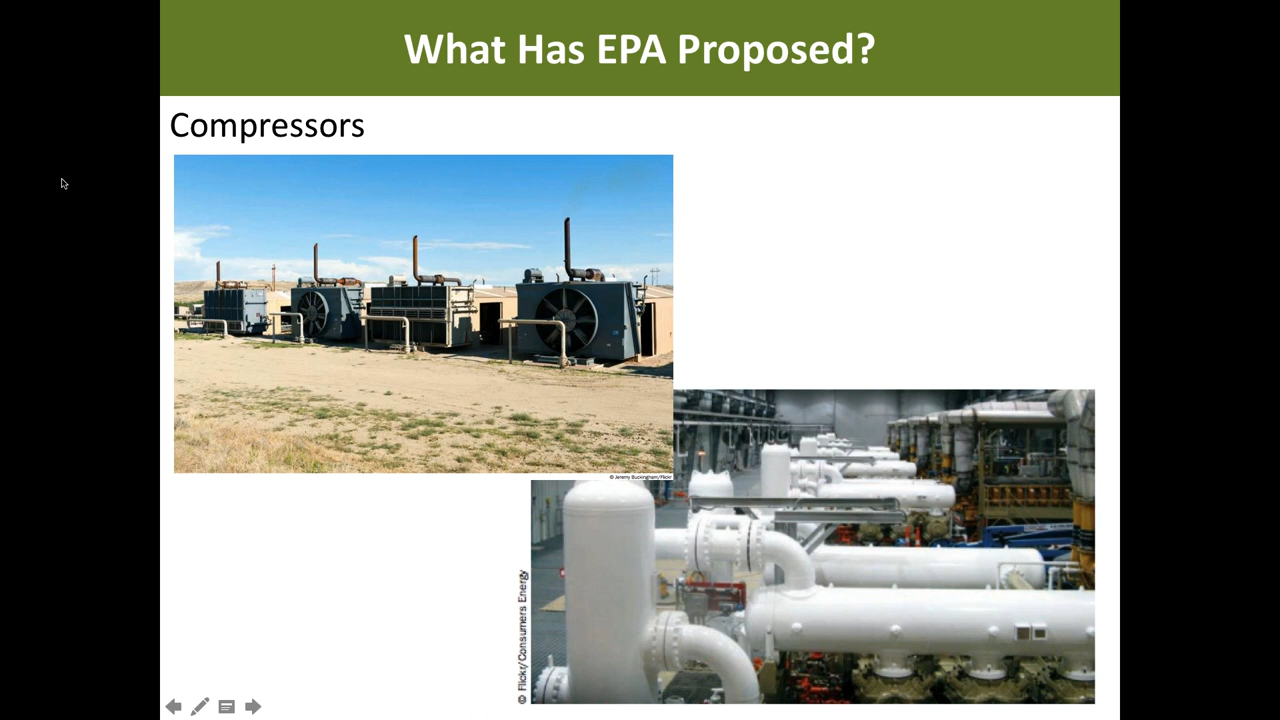 What Has EPA Proposed?
Compressors
© Jeremy Buckingham/Flickr
© Flickr/Consumers Energy